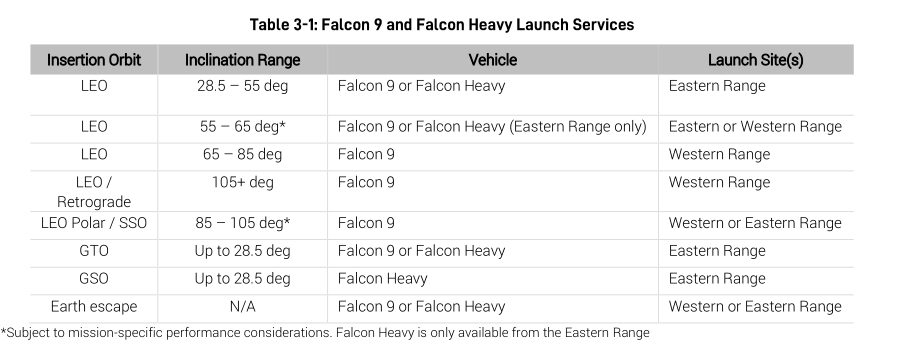 Table 3-1: Falcon 9 and Falcon Heavy Launch Services
Insertion Orbit Inclination Range Vehicle Launch Site(s)
LEO 28.5 – 55 deg Falcon 9 or Falcon Heavy Eastern Range
LEO 55 – 65 deg* Falcon 9 or Falcon Heavy (Eastern Range only) Eastern or Western Range
LEO 65 – 85 deg Falcon 9 Western Range
LEO / 105+ deg Falcon 9 Western Range
Retrograde
LEO Polar / SSO 85 – 105 deg* Falcon 9 Western or Eastern Range
GTO Up to 28.5 deg Falcon 9 or Falcon Heavy Eastern Range
GSO Up to 28.5 deg Falcon Heavy Eastern Range
Earth escape N/A Falcon 9 or Falcon Heavy Western or Eastern Range
*Subject to mission-specific performance considerations. Falcon Heavy is only available from the Eastern Range